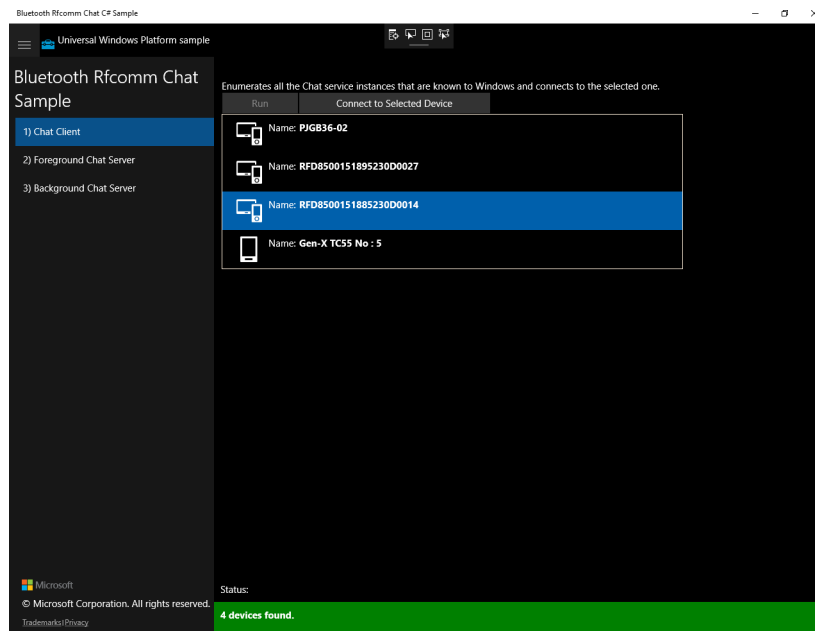 Bluetooth Rfcomm Chat C# Sample
Universal Windows Platform sample
Bluetooth Rfcomm Chat
Sample
1) Chat Client
2) Foreground Chat Server
3) Background Chat Server
Enumerates all the Chat service instances that are known to Windows and connects to the selected one.
Run Connect to Selected Device
Name: PJGB36-02
Name: RFD8500151895230D0027
Name: RFD8500151885230D0014
Name: Gen-X TC55 No : 5
Microsoft
© Microsoft Corporation. All rights reserved.
Trademarks|Privacy
Status:
4 devices found.